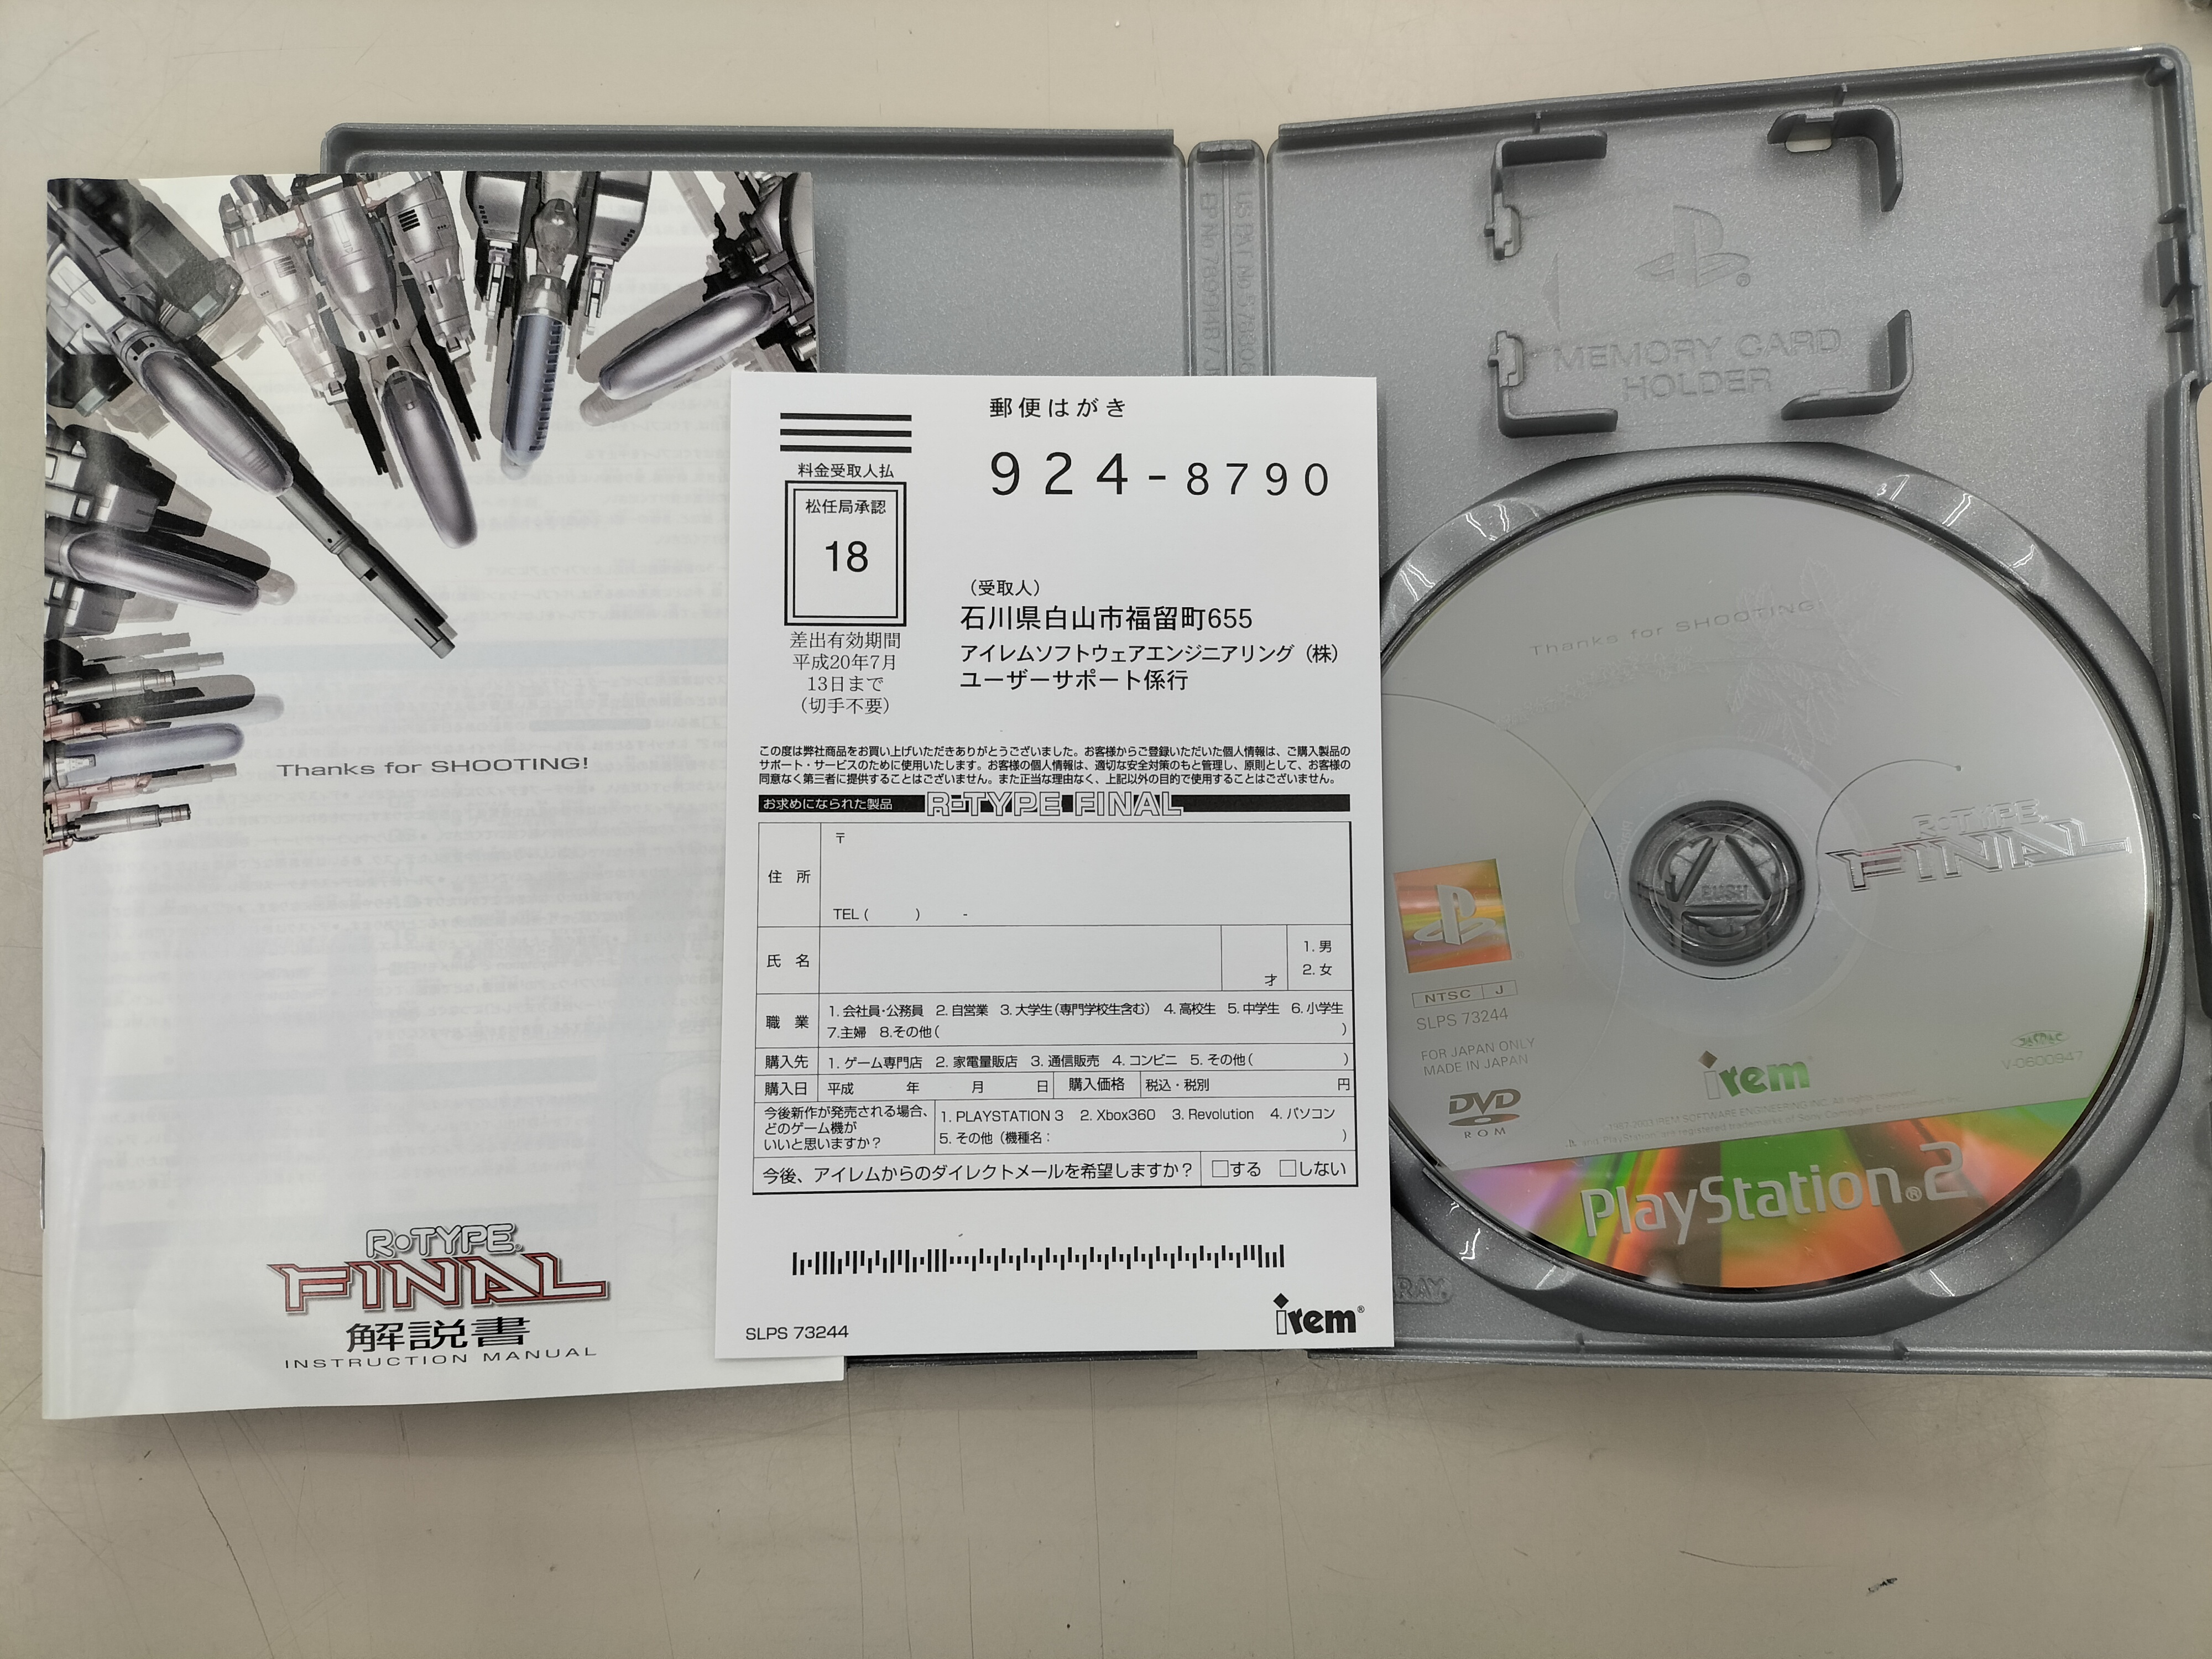 Thanks for SHOOTING!
R・TYPE
FINAL
解説書
INSTRUCTION MANUAL
郵便はがき
924-8790
料金受取人払
松任局承認
18
差出有効期間
平成20年7月
13日まで
(切手不要)
(受取人)
石川県白山市福留町655
アイレムソフトウェアエンジニアリング(株)
ユーザーサポート係行
この度は弊社商品をお買い上げいただきありがとうございました。お客様からご登録いただいた個人情報は、ご購入製品の
サポート・サービスのために使用いたします。お客様の個人情報は、適切な安全対策のもと管理し、原則として、お客様の
同意なく第三者に提供することはございません。また正当な理由なく、上記以外の目的で使用することはございません。
お求めになられた製品 R-TYPE FINAL
住 所
〒
TEL ( ) -
氏 名
才
1. 男
2. 女
職 業
1. 会社員・公務員 2. 自営業 3. 大学生(専門学校生含む) 4. 高校生 5. 中学生 6. 小学生
7.主婦 8.その他( )
購入先 1. ゲーム専門店 2. 家電量販店 3. 通信販売 4. コンビニ 5. その他( )
購入日 平成 年 月 日 購入価格 税込・税別 円
今後新作が発売される場合、
どのゲーム機が
いいと思いますか?
1. PLAYSTATION 3 2. Xbox360 3. Revolution 4. パソコン
5. その他(機種名: )
今後、アイレムからのダイレクトメールを希望しますか? □する □しない
SLPS 73244
irem®
MEMORY CARD
HOLDER
Thanks for SHOOTING!
PUSH
R・TYPE
FINAL
NTSC J
SLPS 73244
FOR JAPAN ONLY
MADE IN JAPAN
DVD
ROM
irem
V-0600947
PlayStation®2